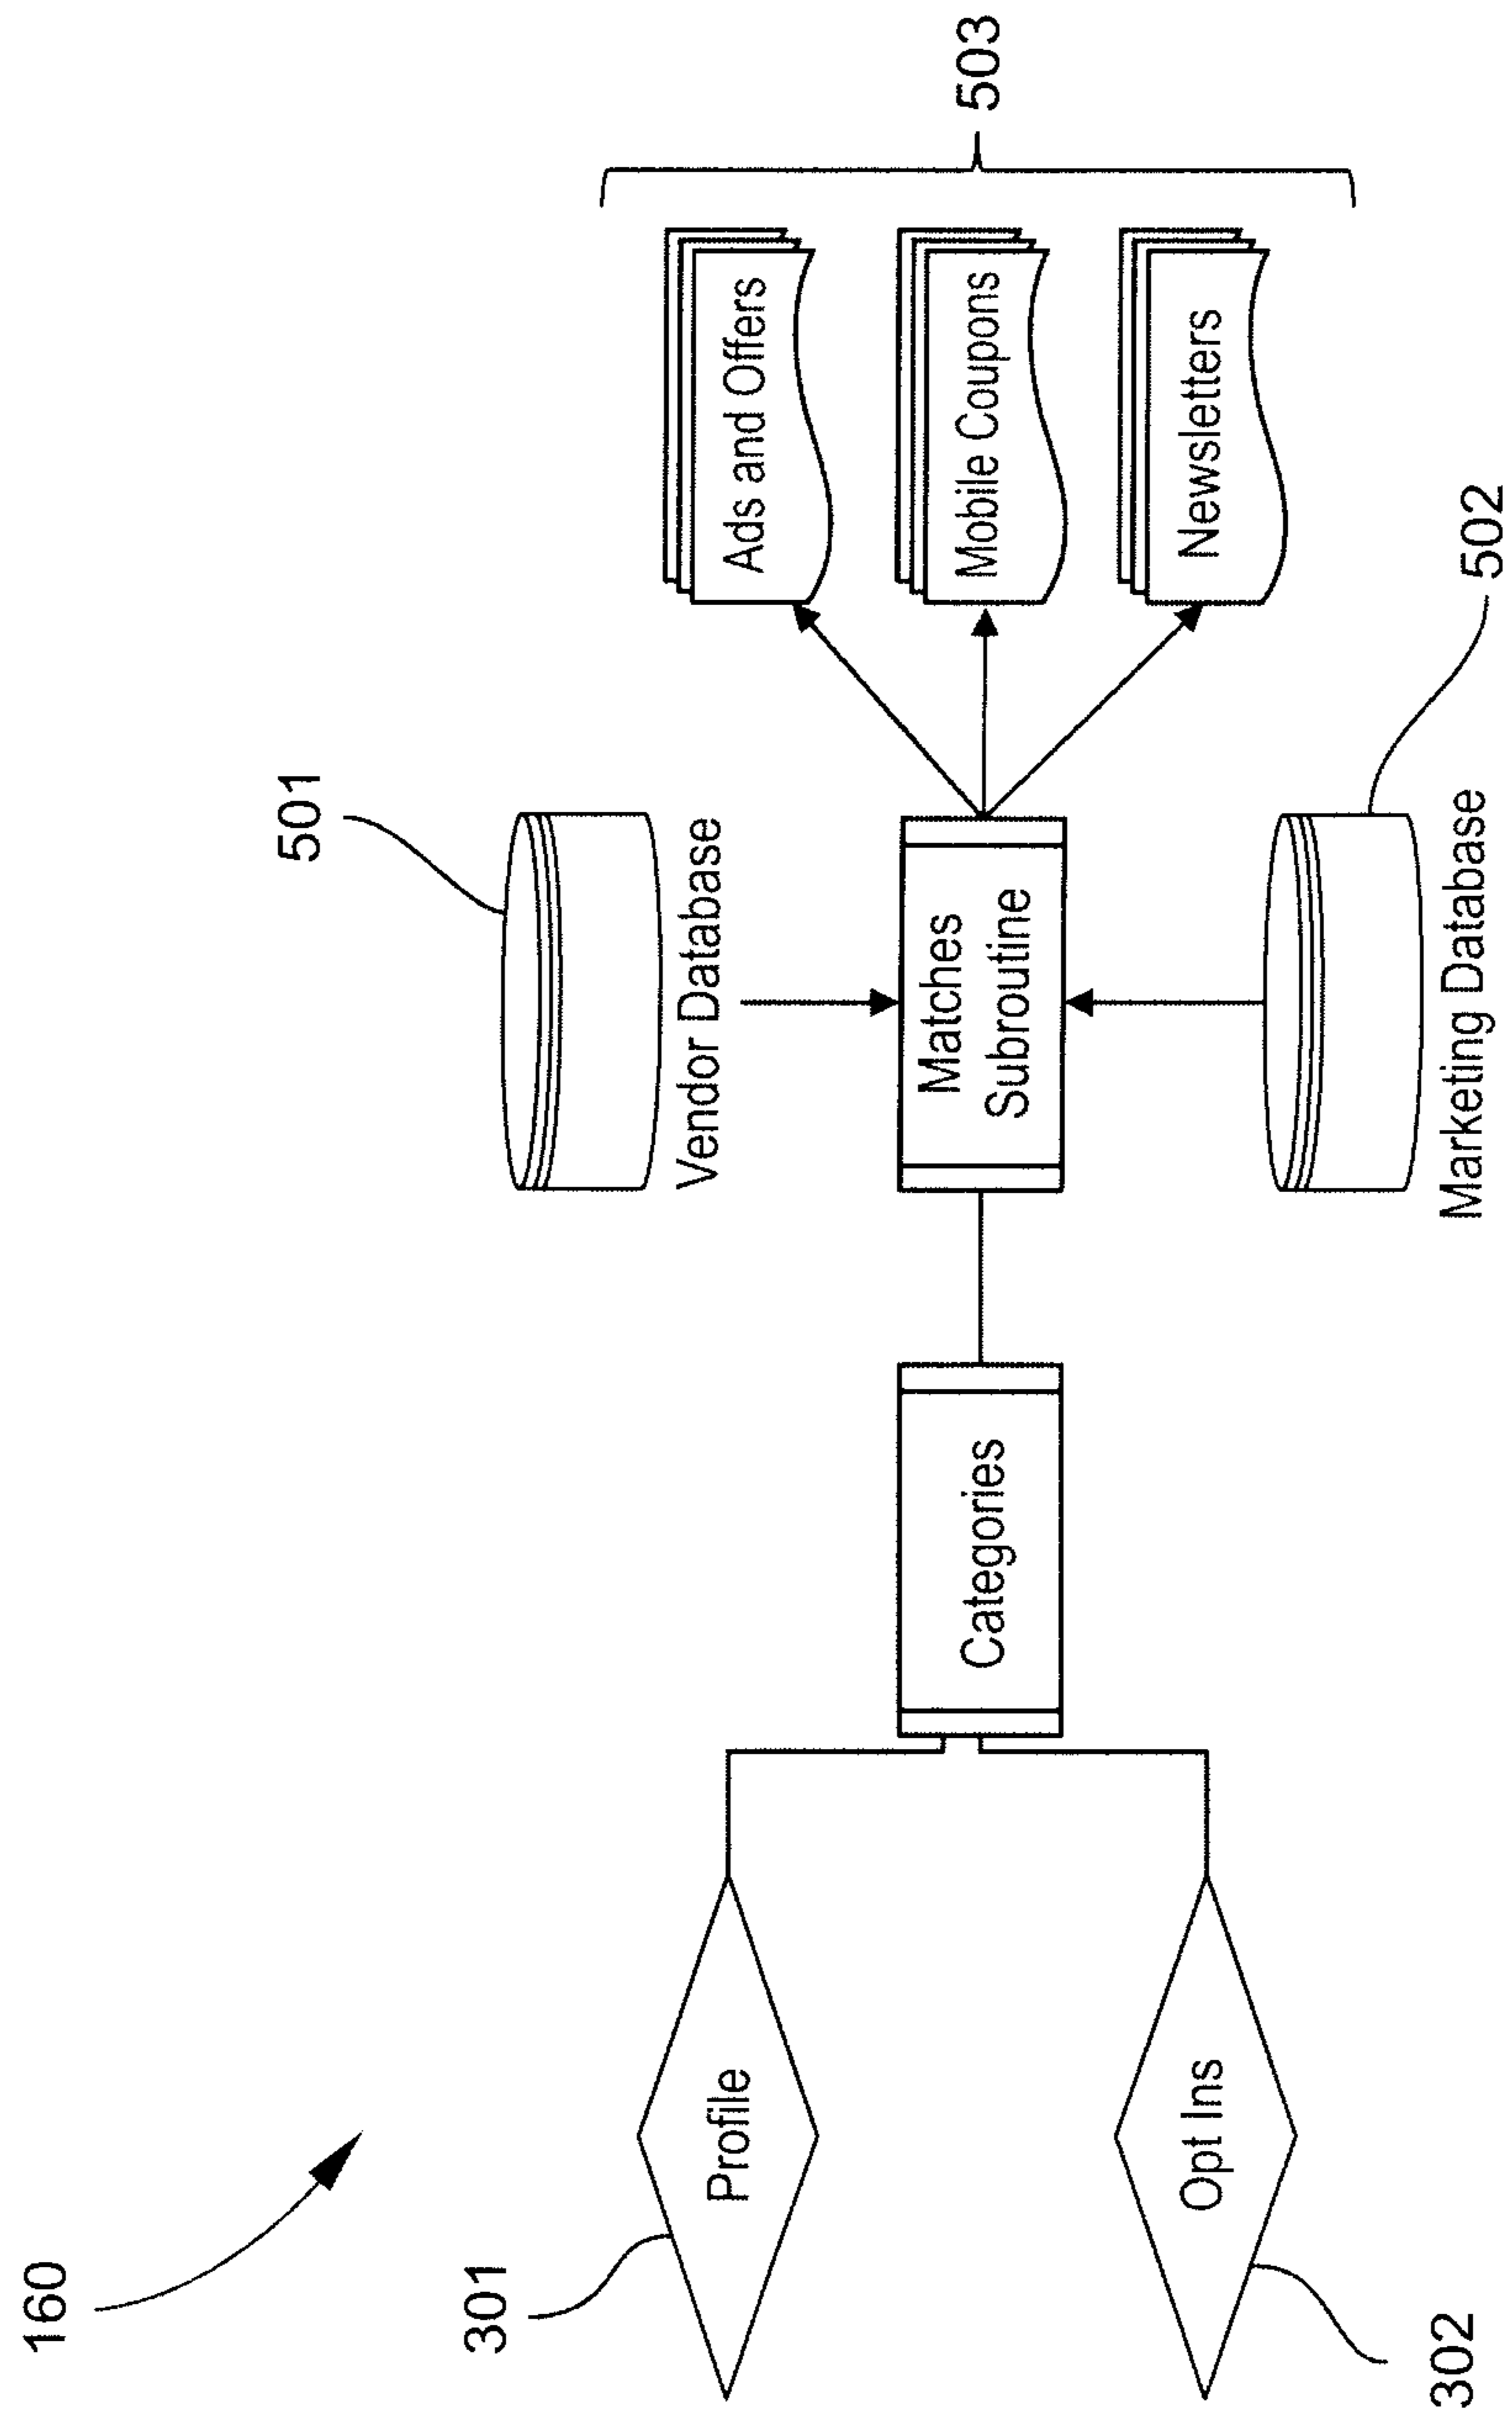 160
301
Profile
Opt Ins
302
Categories
501
Vendor Database
Matches
Subroutine
Marketing Database
502
Ads and Offers
Mobile Coupons
Newsletters
503